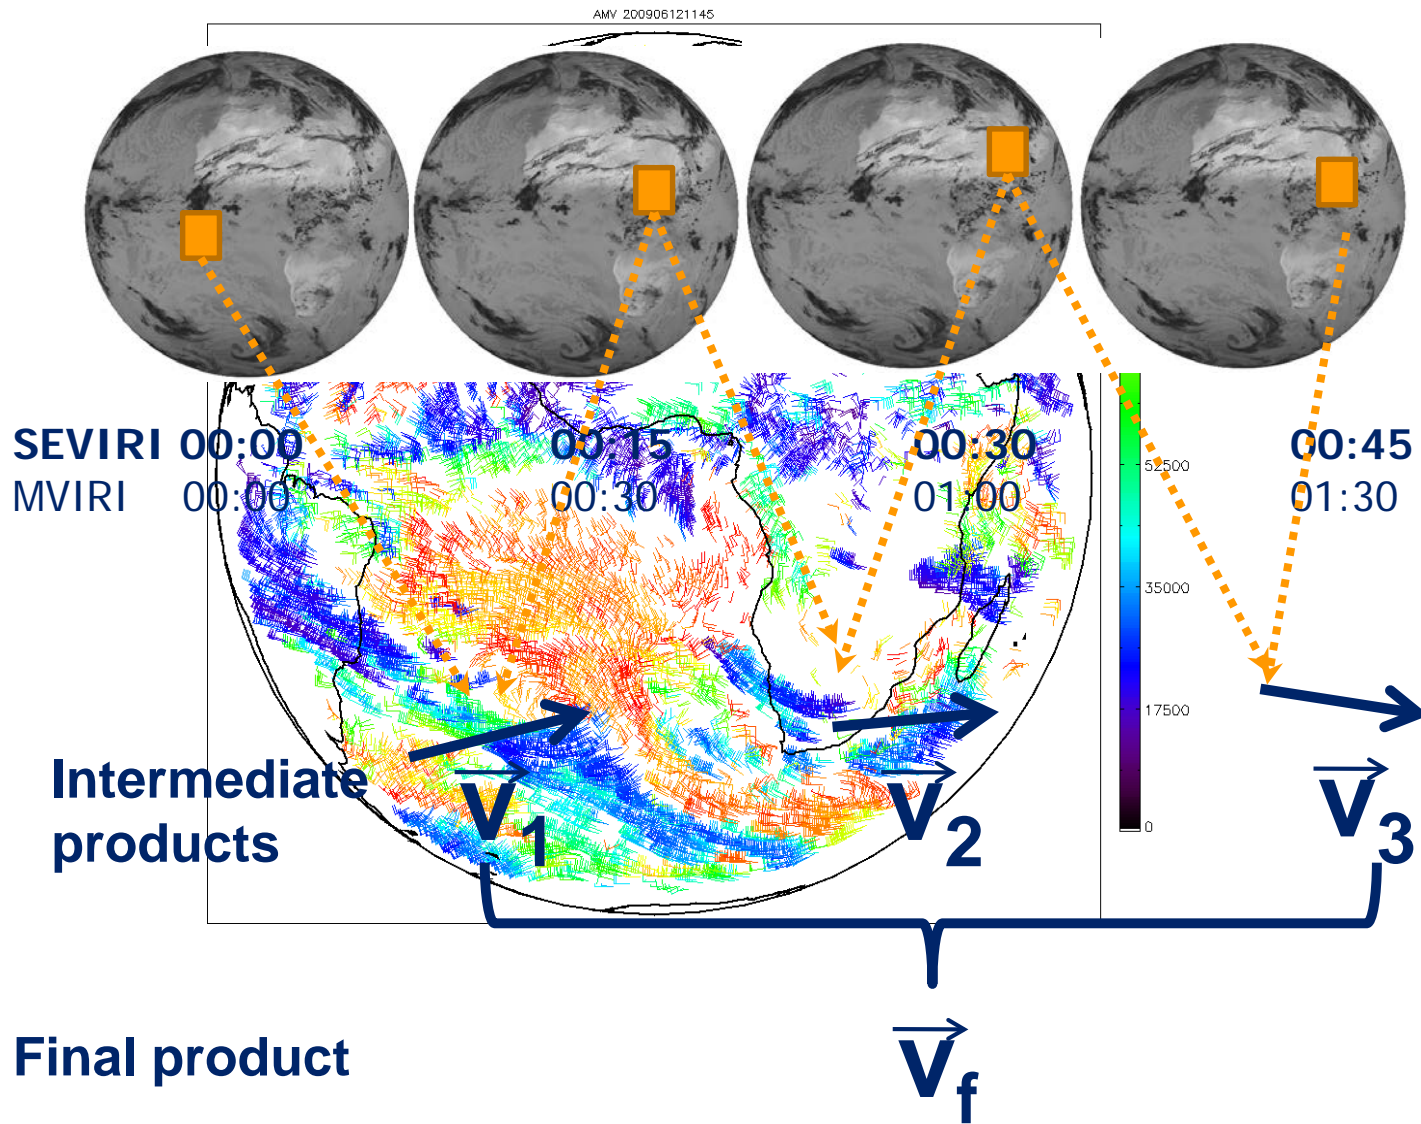 AMV 200906121145
SEVIRI 00:00 00:15 00:30 00:45
MVIRI 00:00 00:30 01:00 01:30
52500
35000
17500
0
Intermediate
products
V1 V2 V3
Final product
Vf